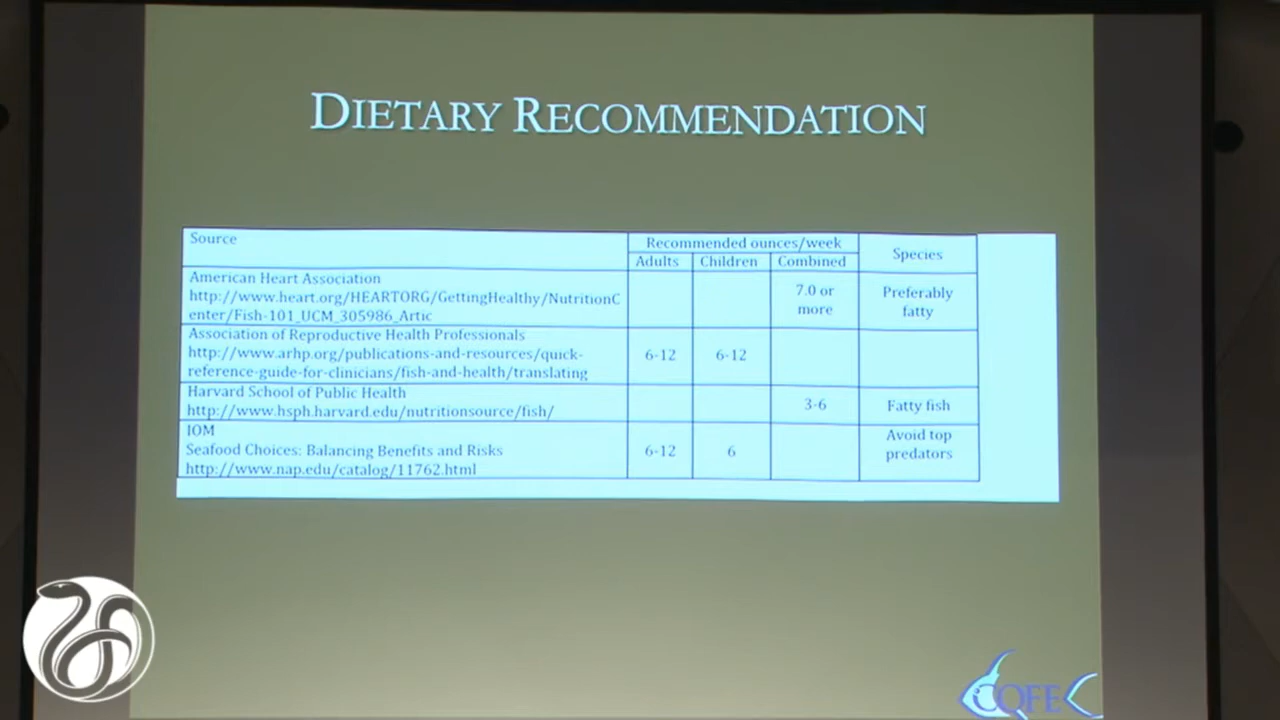 DIETARY RECOMMENDATION
Source
Recommended ounces/week
Species
Adults
Children
Combined
American Heart Association
http://www.heart.org/HEARTORG/GettingHealthy/NutritionC
enter/Fish-101_UCM_305986_Artic
7.0 or
more
Preferably
fatty
Association of Reproductive Health Professionals
http://www.arhp.org/publications-and-resources/quick-
reference-guide-for-clinicians/fish-and-health/translating
6-12
6-12
Harvard School of Public Health
http://www.hsph.harvard.edu/nutritionsource/fish/
3-6
Fatty fish
IOM
Seafood Choices: Balancing Benefits and Risks
http://www.nap.edu/catalog/11762.html
6-12
6
Avoid top
predators